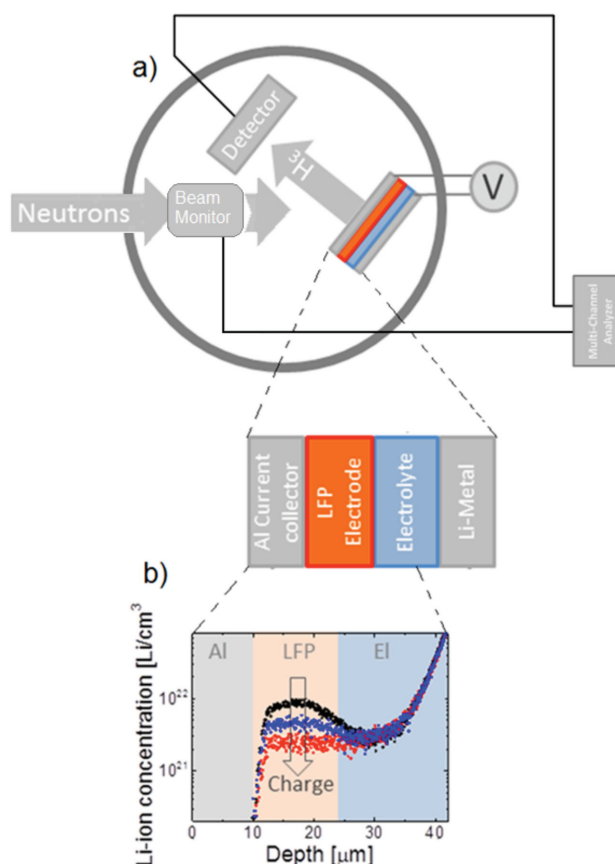 a)
Detector
³H
Neutrons
Beam
Monitor
V
Multi-Channel
Analyzer
Al Current
collector
LFP
Electrode
Electrolyte
Li-Metal
b)
Li-ion concentration [Li/cm³
Al
LFP
El
10²²
10²¹
Charge
0
10
20
30
40
Depth [µm]